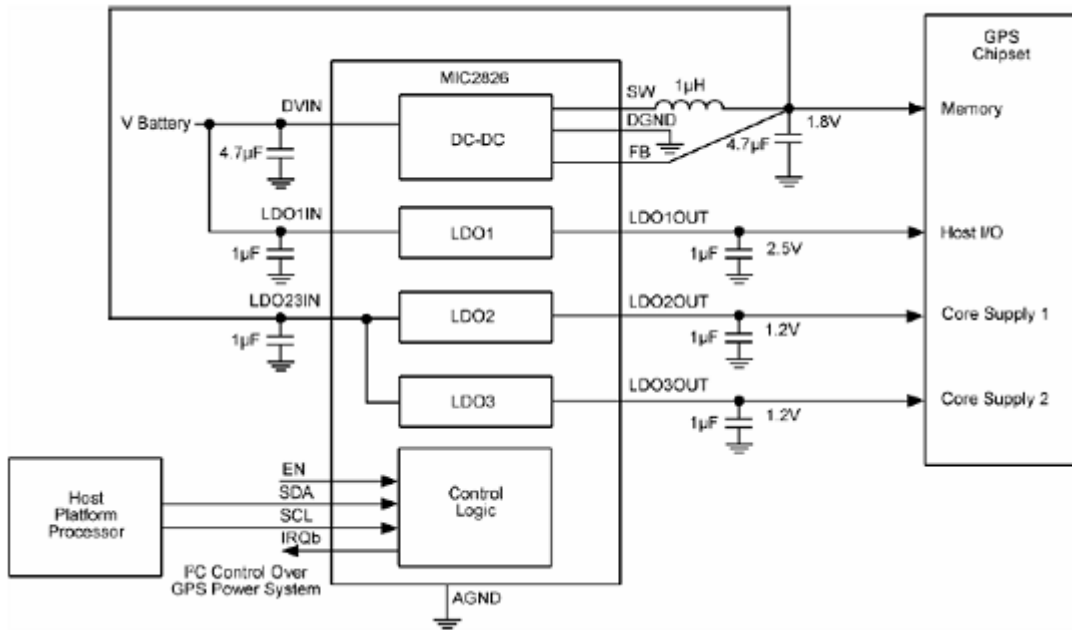 GPS
Chipset
MIC2826
SW
1µH
DVIN
DGND
Memory
V Battery
DC-DC
1.8V
4.7µF
FB
4.7µF
LDO1IN
LDO1OUT
LDO1
Host I/O
1µF
1µF
2.5V
LDO23IN
LDO2OUT
LDO2
Core Supply 1
1µF
1µF
1.2V
LDO3OUT
LDO3
Core Supply 2
1µF
1.2V
EN
SDA
SCL
IRQb
Control
Logic
Host
Platform
Processor
I²C Control Over
GPS Power System
AGND